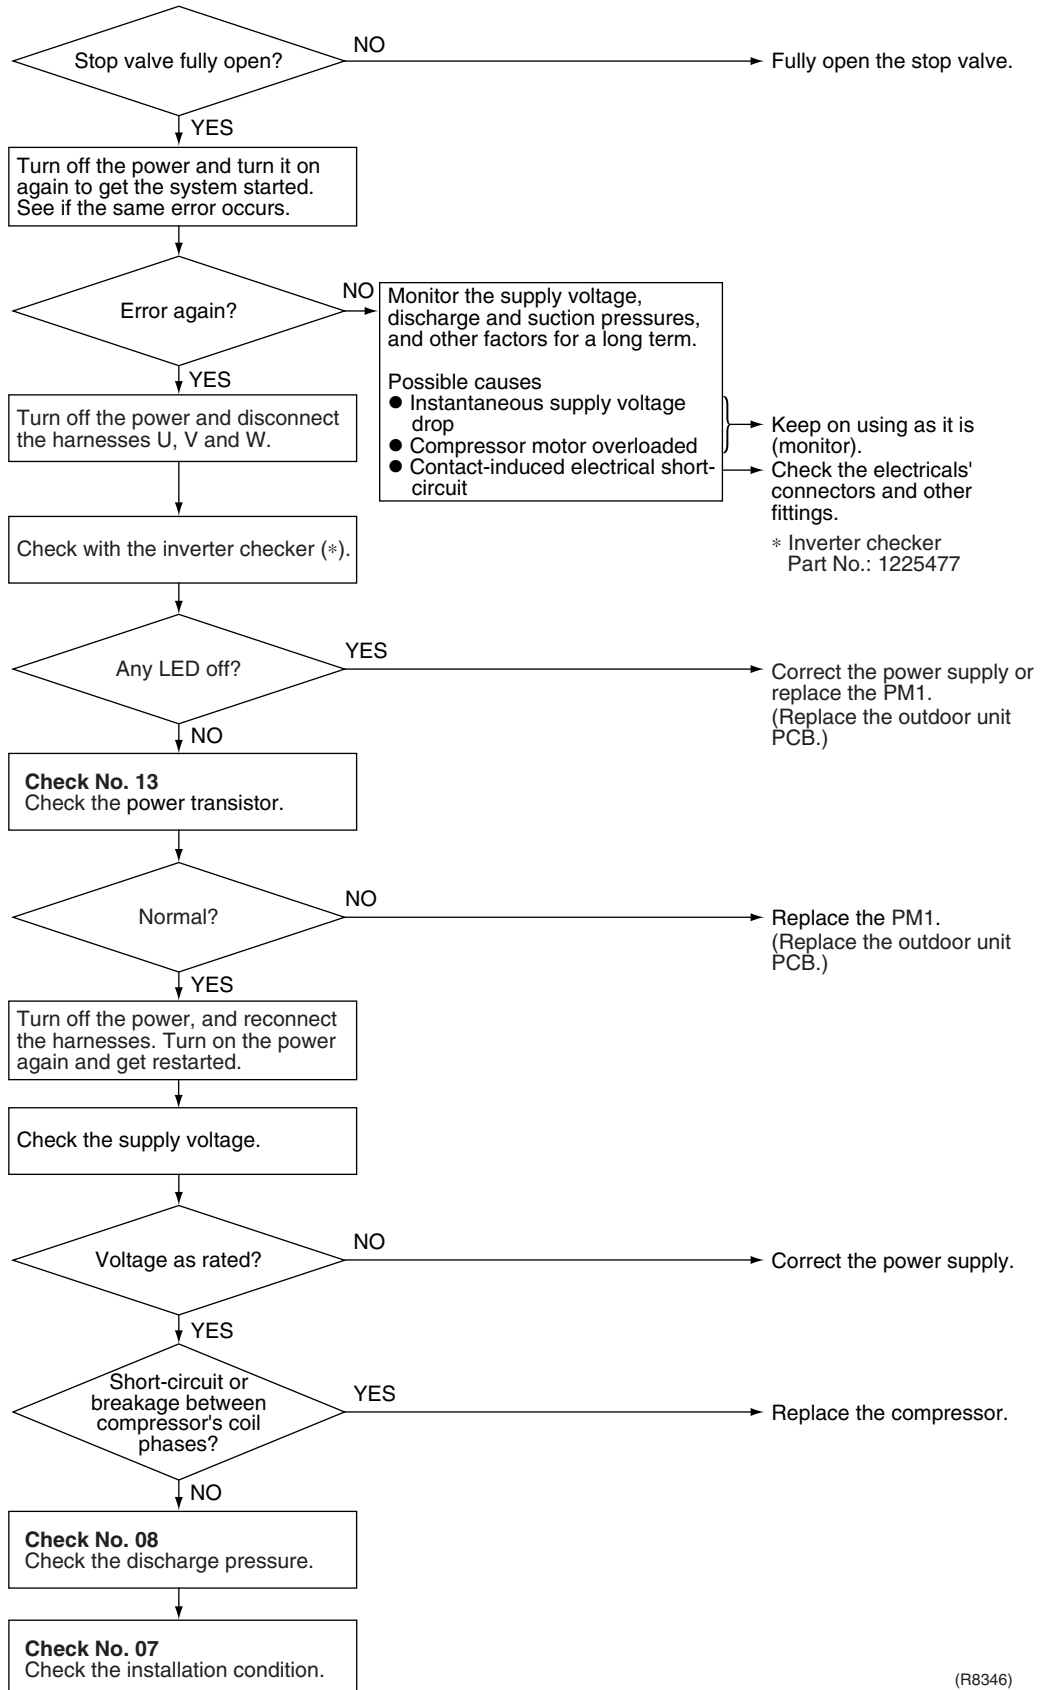 Stop valve fully open?
NO
Fully open the stop valve.
YES
Turn off the power and turn it on
again to get the system started.
See if the same error occurs.
Error again?
NO
Monitor the supply voltage,
discharge and suction pressures,
and other factors for a long term.
Possible causes
● Instantaneous supply voltage
drop
● Compressor motor overloaded
● Contact-induced electrical short-
circuit
Keep on using as it is
(monitor).
Check the electricals'
connectors and other
fittings.
* Inverter checker
Part No.: 1225477
YES
Turn off the power and disconnect
the harnesses U, V and W.
Check with the inverter checker (*).
Any LED off?
YES
Correct the power supply or
replace the PM1.
(Replace the outdoor unit
PCB.)
NO
Check No. 13
Check the power transistor.
Normal?
NO
Replace the PM1.
(Replace the outdoor unit
PCB.)
YES
Turn off the power, and reconnect
the harnesses. Turn on the power
again and get restarted.
Check the supply voltage.
Voltage as rated?
NO
Correct the power supply.
YES
Short-circuit or
breakage between
compressor's coil
phases?
YES
Replace the compressor.
NO
Check No. 08
Check the discharge pressure.
Check No. 07
Check the installation condition.
(R8346)